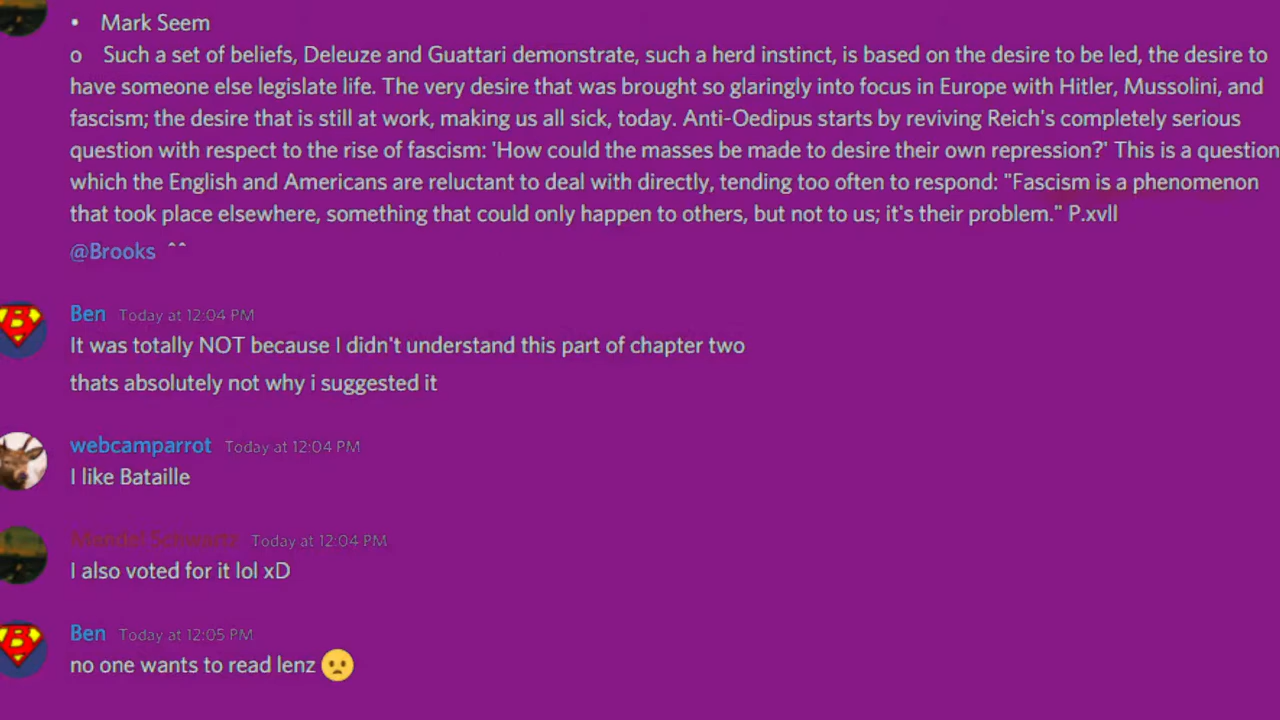 • Mark Seem
o Such a set of beliefs, Deleuze and Guattari demonstrate, such a herd instinct, is based on the desire to be led, the desire to
have someone else legislate life. The very desire that was brought so glaringly into focus in Europe with Hitler, Mussolini, and
fascism; the desire that is still at work, making us all sick, today. Anti-Oedipus starts by reviving Reich's completely serious
question with respect to the rise of fascism: 'How could the masses be made to desire their own repression?' This is a question
which the English and Americans are reluctant to deal with directly, tending too often to respond: "Fascism is a phenomenon
that took place elsewhere, something that could only happen to others, but not to us; it's their problem." P.xvll
@Brooks ^^
Ben Today at 12:04 PM
It was totally NOT because I didn't understand this part of chapter two
thats absolutely not why i suggested it
webcamparrot Today at 12:04 PM
I like Bataille
Mandel Schwartz Today at 12:04 PM
I also voted for it lol xD
Ben Today at 12:05 PM
no one wants to read lenz